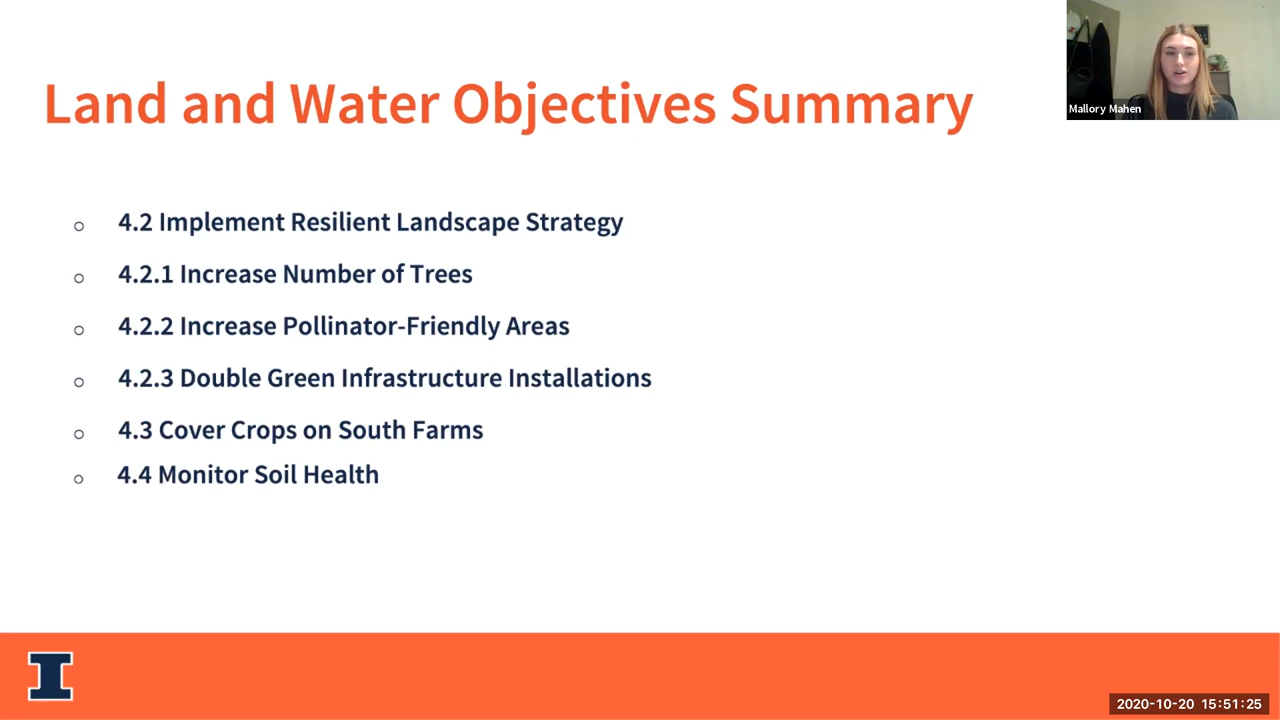 Land and Water Objectives Summary
Mallory Mahen
4.2 Implement Resilient Landscape Strategy
4.2.1 Increase Number of Trees
4.2.2 Increase Pollinator-Friendly Areas
4.2.3 Double Green Infrastructure Installations
4.3 Cover Crops on South Farms
4.4 Monitor Soil Health
I
2020-10-20 15:51:25